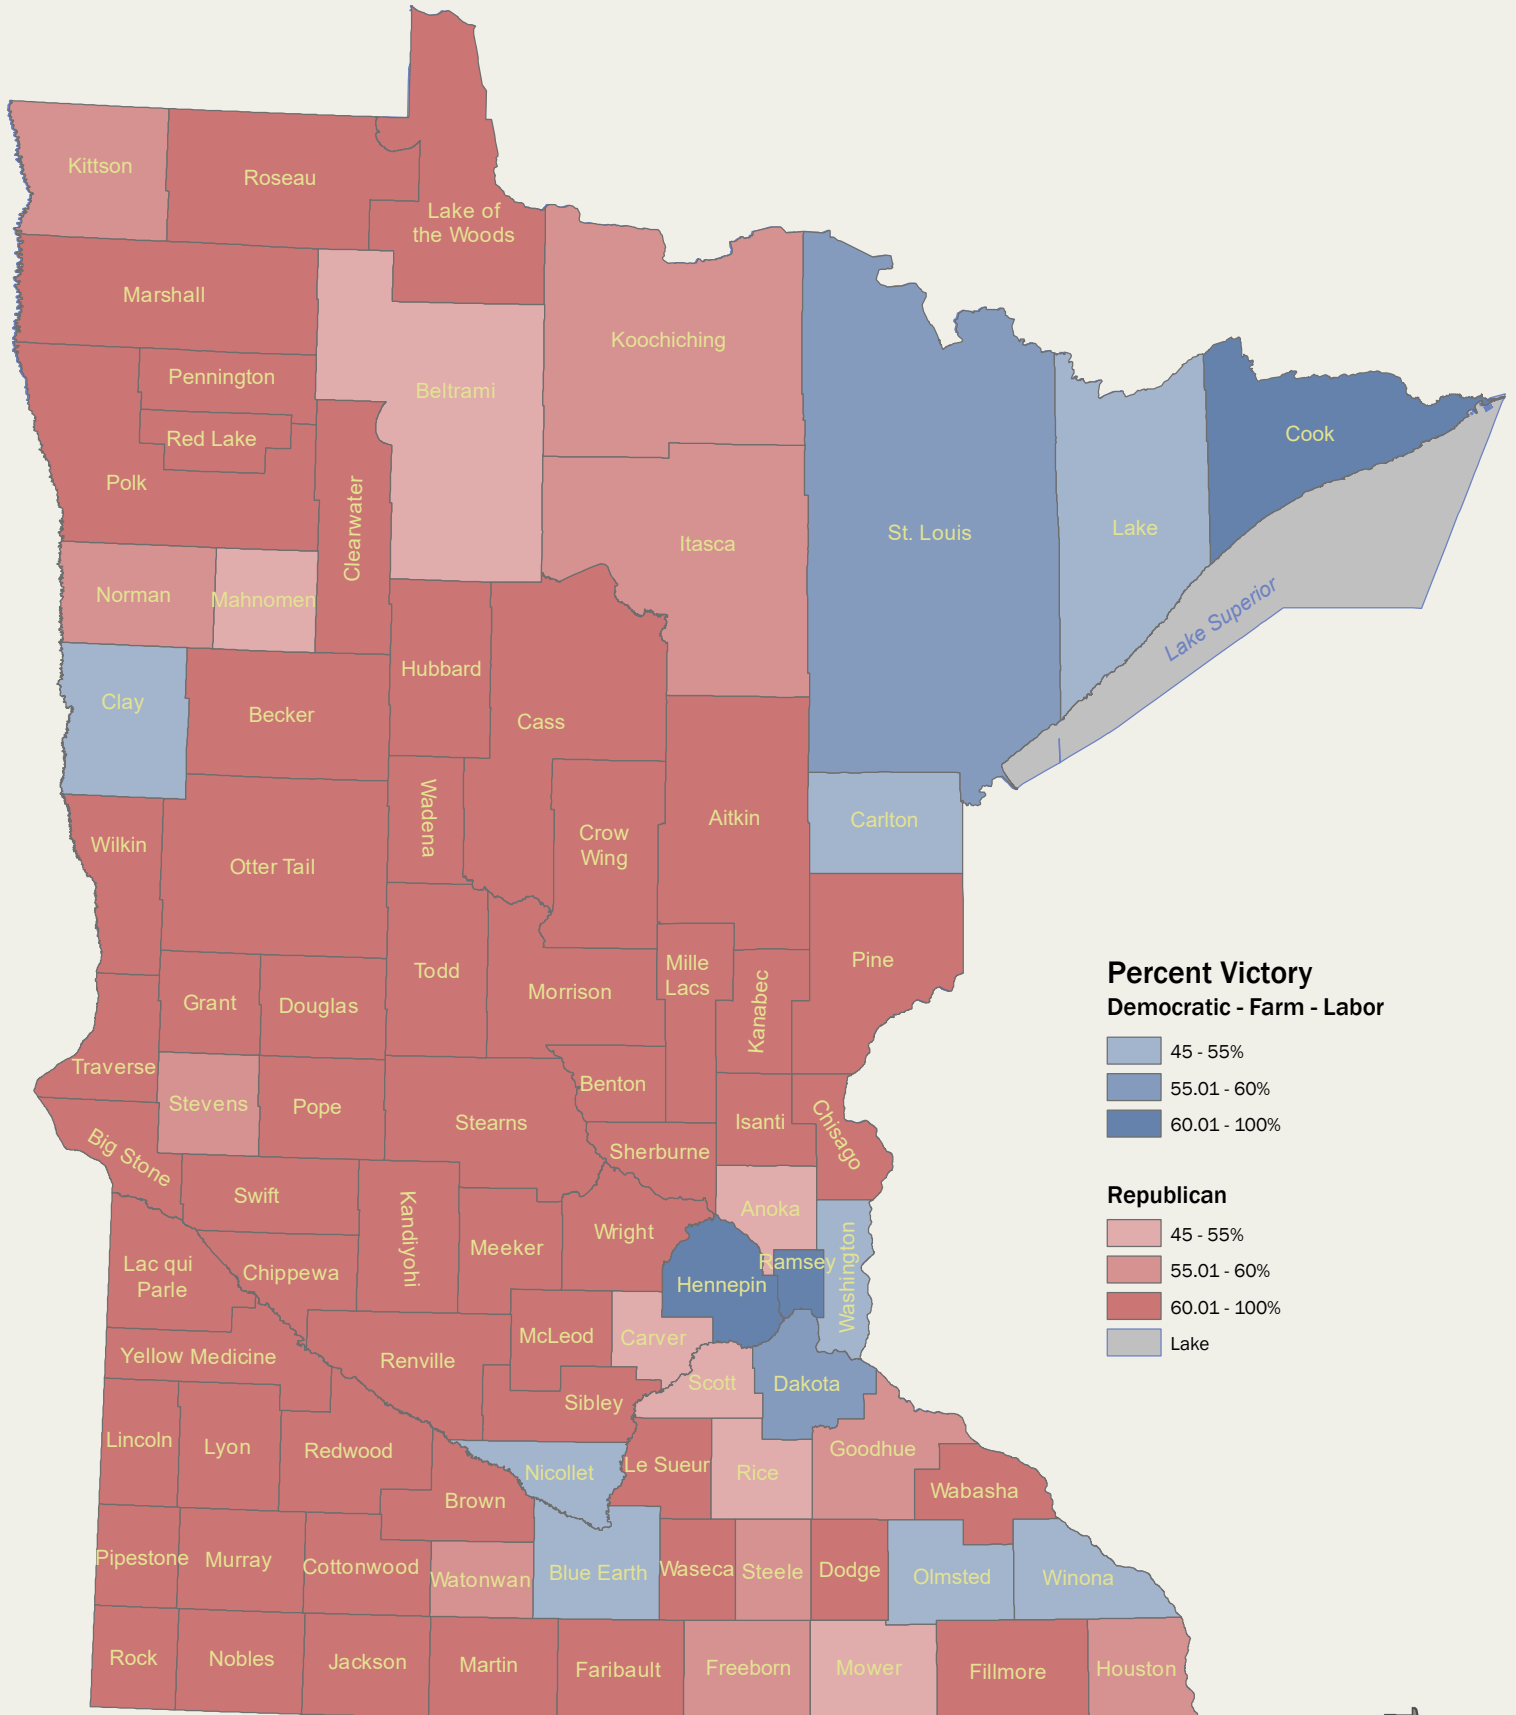 Kittson
Roseau
Lake of
the Woods
Marshall
Koochiching
Pennington
Beltrami
Red Lake
Cook
Polk
Clearwater
St. Louis
Lake
Itasca
Norman
Mahnomen
Lake Superior
Hubbard
Clay
Becker
Cass
Wadena
Aitkin
Carlton
Crow
Wing
Wilkin
Otter Tail
Todd
Mille
Lacs
Pine
Morrison
Kanabec
Grant
Douglas
Traverse
Benton
Stevens
Pope
Stearns
Isanti
Chisago
Big Stone
Sherburne
Swift
Kandiyohi
Anoka
Wright
Meeker
Lac qui
Parle
Chippewa
Ramsey
Washington
Hennepin
McLeod
Carver
Yellow Medicine
Renville
Scott
Dakota
Sibley
Lincoln
Lyon
Redwood
Goodhue
Nicollet
Le Sueur
Rice
Brown
Wabasha
Pipestone
Murray
Cottonwood
Watonwan
Blue Earth
Waseca
Steele
Dodge
Olmsted
Winona
Rock
Nobles
Jackson
Martin
Faribault
Freeborn
Mower
Fillmore
Houston
Percent Victory
Democratic - Farm - Labor
45 - 55%
55.01 - 60%
60.01 - 100%
Republican
45 - 55%
55.01 - 60%
60.01 - 100%
Lake